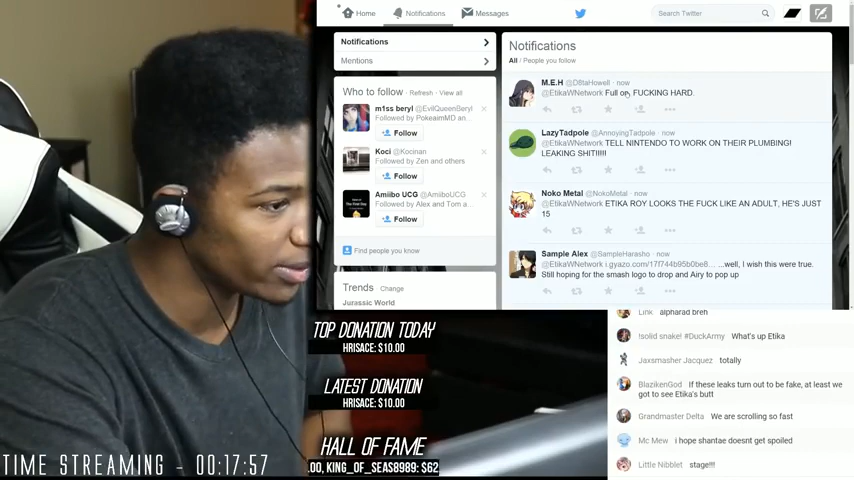 Home
Notifications
Messages
Search Twitter
Notifications
Mentions
Who to follow · Refresh · View all
m1ss beryl @EvilQueenBeryl
Followed by PokeaimMD an...
Follow
Koci @Kocinan
Followed by Zen and others
Follow
Amiibo UCG @AmiiboUCG
Followed by Alex and Tom a...
Follow
Find people you know
Trends · Change
Jurassic World
Notifications
All / People you follow
M.E.H @D8taHowell · now
@EtikaWNetwork Full on, FUCKING HARD.
LazyTadpole @AnnoyingTadpole · now
@EtikaWNetwork TELL NINTENDO TO WORK ON THEIR PLUMBING!
LEAKING SHIT!!!!!
Noko Metal @NokoMetal · now
@EtikaWNetwork ETIKA ROY LOOKS THE FUCK LIKE AN ADULT, HE'S JUST
15
Sample Alex @SampleHarasho · now
@EtikaWNetwork i.gyazo.com/17f744b95b0be8... ...well, I wish this were true.
Still hoping for the smash logo to drop and Airy to pop up
TOP DONATION TODAY
HRISACE: $10.00
LATEST DONATION
HRISACE: $10.00
HALL OF FAME
.00, KING_OF_SEAS8989: $62
TIME STREAMING - 00:17:57
Link alpharad breh
!solid snake! #DuckArmy What's up Etika
Jaxsmasher Jacquez totally
BlazikenGod If these leaks turn out to be fake, at least we
got to see Etika's butt
Grandmaster Delta We are scrolling so fast
Mc Mew i hope shantae doesnt get spoiled
Little Nibblet stage!!!